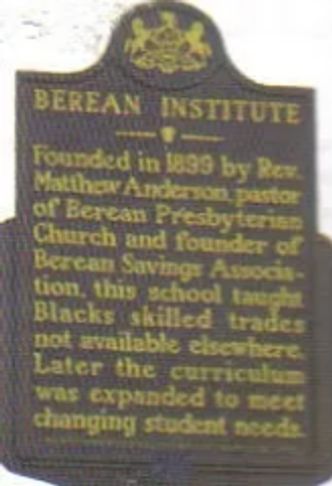 BEREAN INSTITUTE
Founded in 1899 by Rev.
Matthew Anderson, pastor
of Berean Presbyterian
Church and founder of
Berean Savings Associa-
tion, this school taught
Blacks skilled trades
not available elsewhere.
Later the curriculum
was expanded to meet
changing student needs.